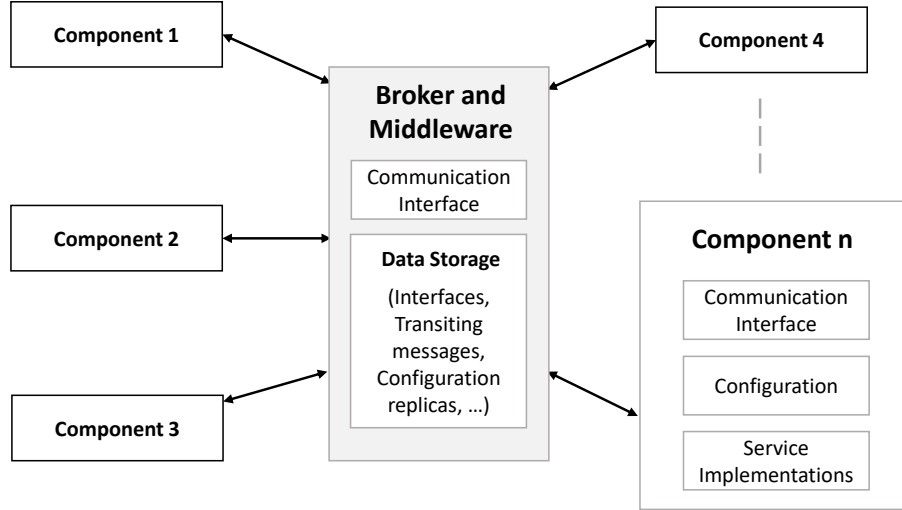 Component 1
Component 2
Component 3
Broker and
Middleware
Communication
Interface
Data Storage
(Interfaces,
Transiting
messages,
Configuration
replicas, ...)
Component 4
Component n
Communication
Interface
Configuration
Service
Implementations